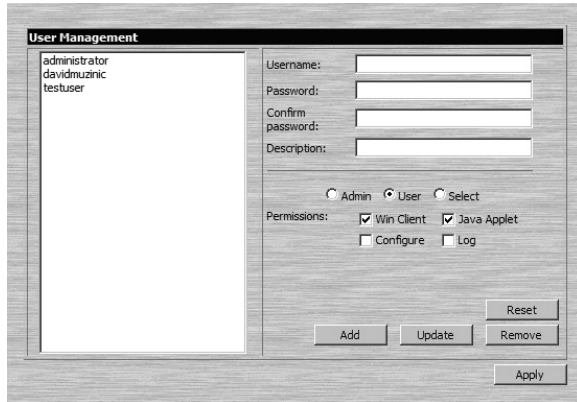 User Management
administrator
davidmuzinic
testuser
Username:
Password:
Confirm
password:
Description:
Admin User Select
Permissions: Win Client Java Applet
Configure Log
Reset
Add Update Remove
Apply